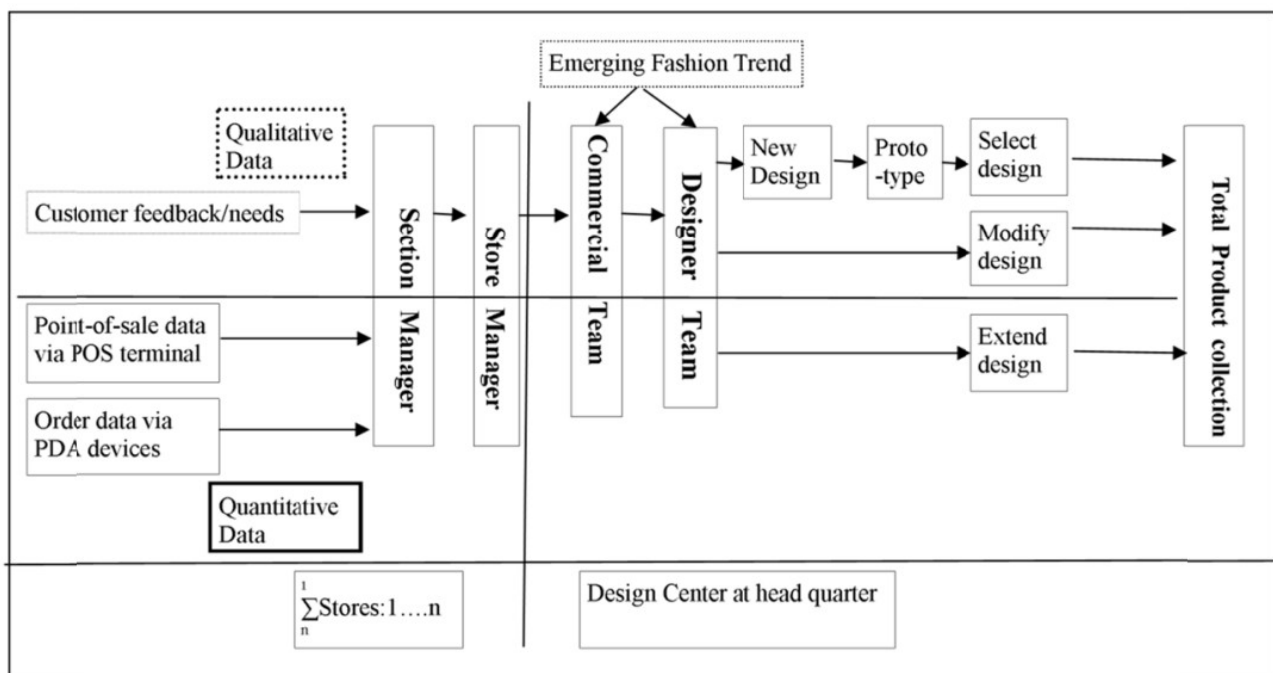 Emerging Fashion Trend
Qualitative
Data
Customer feedback/needs
Point-of-sale data
via POS terminal
Order data via
PDA devices
Quantitative
Data
Section Manager
Store Manager
Commercial Team
Designer Team
New
Design
Proto
-type
Select
design
Modify
design
Extend
design
Total Product collection
1
∑Stores:1….n
n
Design Center at head quarter